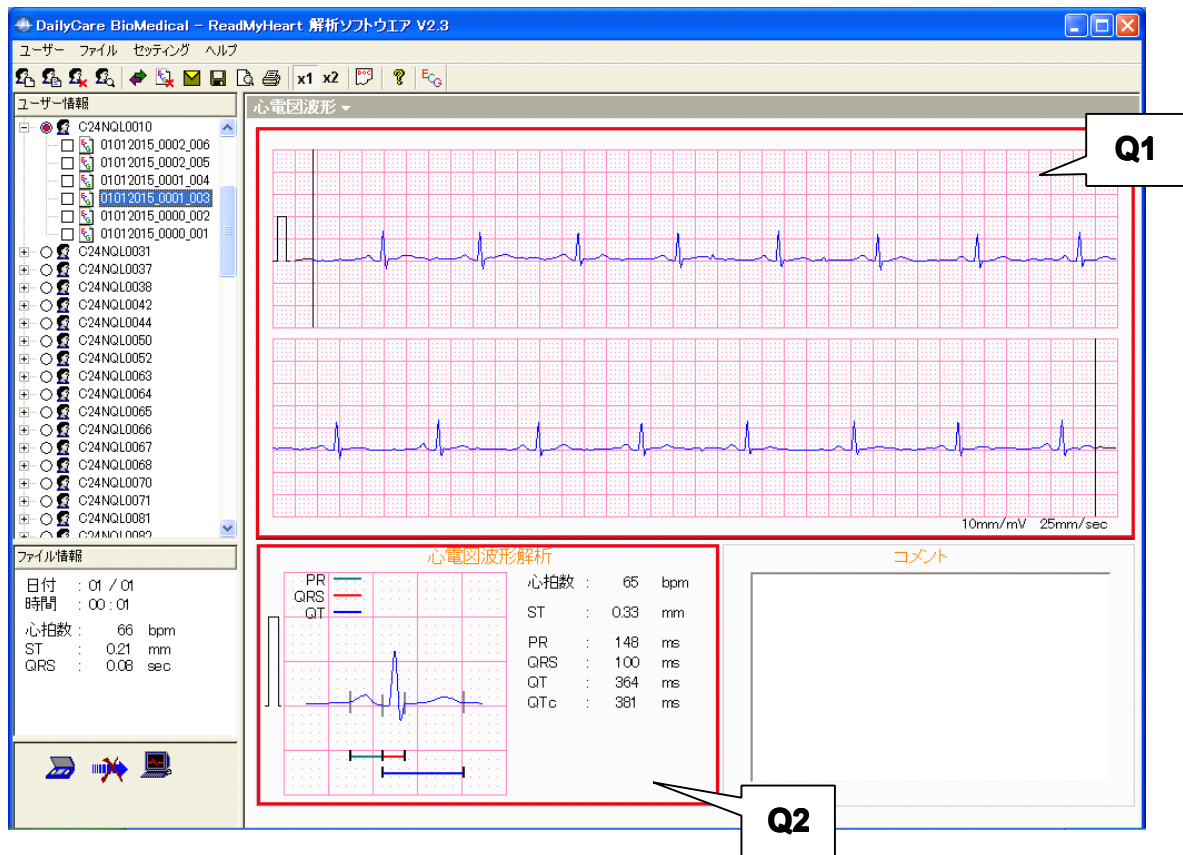 DailyCare BioMedical - ReadMyHeart 解析ソフトウエア V2.3
ユーザー ファイル セッティング ヘルプ
x1 x2 ? ECG
ユーザー情報
心電図波形
C24NQL0010
01012015_0002_006
01012015_0002_005
01012015_0001_004
01012015_0001_003
01012015_0000_002
01012015_0000_001
C24NQL0031
C24NQL0037
C24NQL0038
C24NQL0042
C24NQL0044
C24NQL0050
C24NQL0052
C24NQL0063
C24NQL0064
C24NQL0065
C24NQL0066
C24NQL0067
C24NQL0068
C24NQL0070
C24NQL0071
C24NQL0081
C24NQL0082
Q1
10mm/mV 25mm/sec
ファイル情報
日付 : 01 / 01
時間 : 00 : 01
心拍数 : 66 bpm
ST : 0.21 mm
QRS : 0.08 sec
心電図波形解析
PR
QRS
QT
心拍数 : 65 bpm
ST : 0.33 mm
PR : 148 ms
QRS : 100 ms
QT : 364 ms
QTc : 381 ms
コメント
Q2